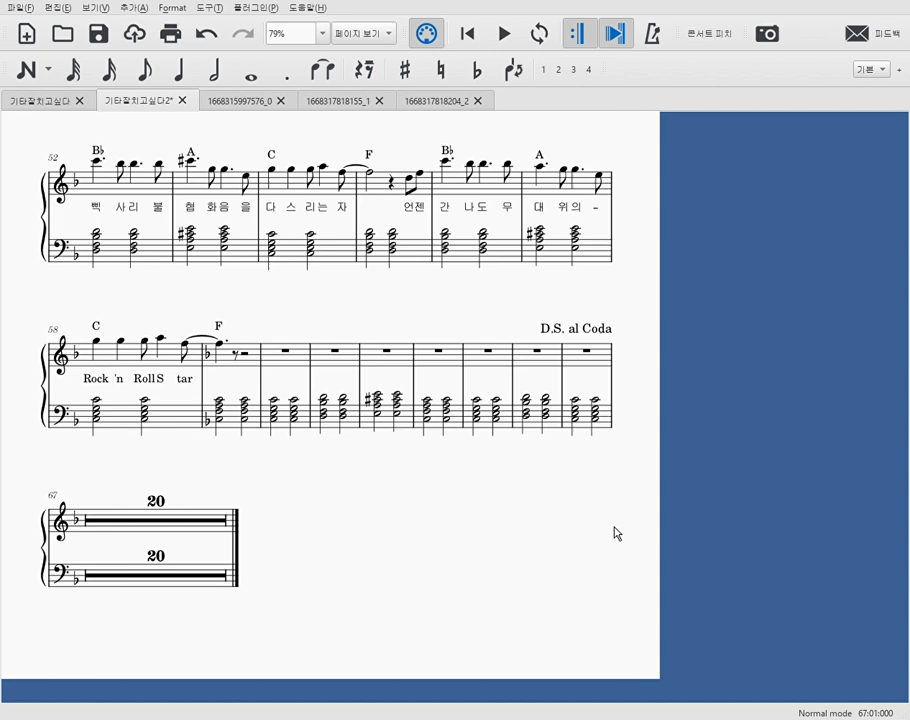 파일(F) 편집(E) 보기(V) 추가(A) Format 도구(T) 플러그인(P) 도움말(H)
79% 페이지 보기 콘서트 피치 피드백
1 2 3 4 기본 +
기타잘치고싶다 기타잘치고싶다2* 1668315997576_0 1668317818155_1 1668317818204_2
52 B♭ A C F B♭ A
삑 사리 불 협 화음 을 다 스 리는 자 언젠 간 나도 무 대 위의 –
58 C F D.S. al Coda
Rock 'n Roll S tar
67 20
20
Normal mode 67:01:000